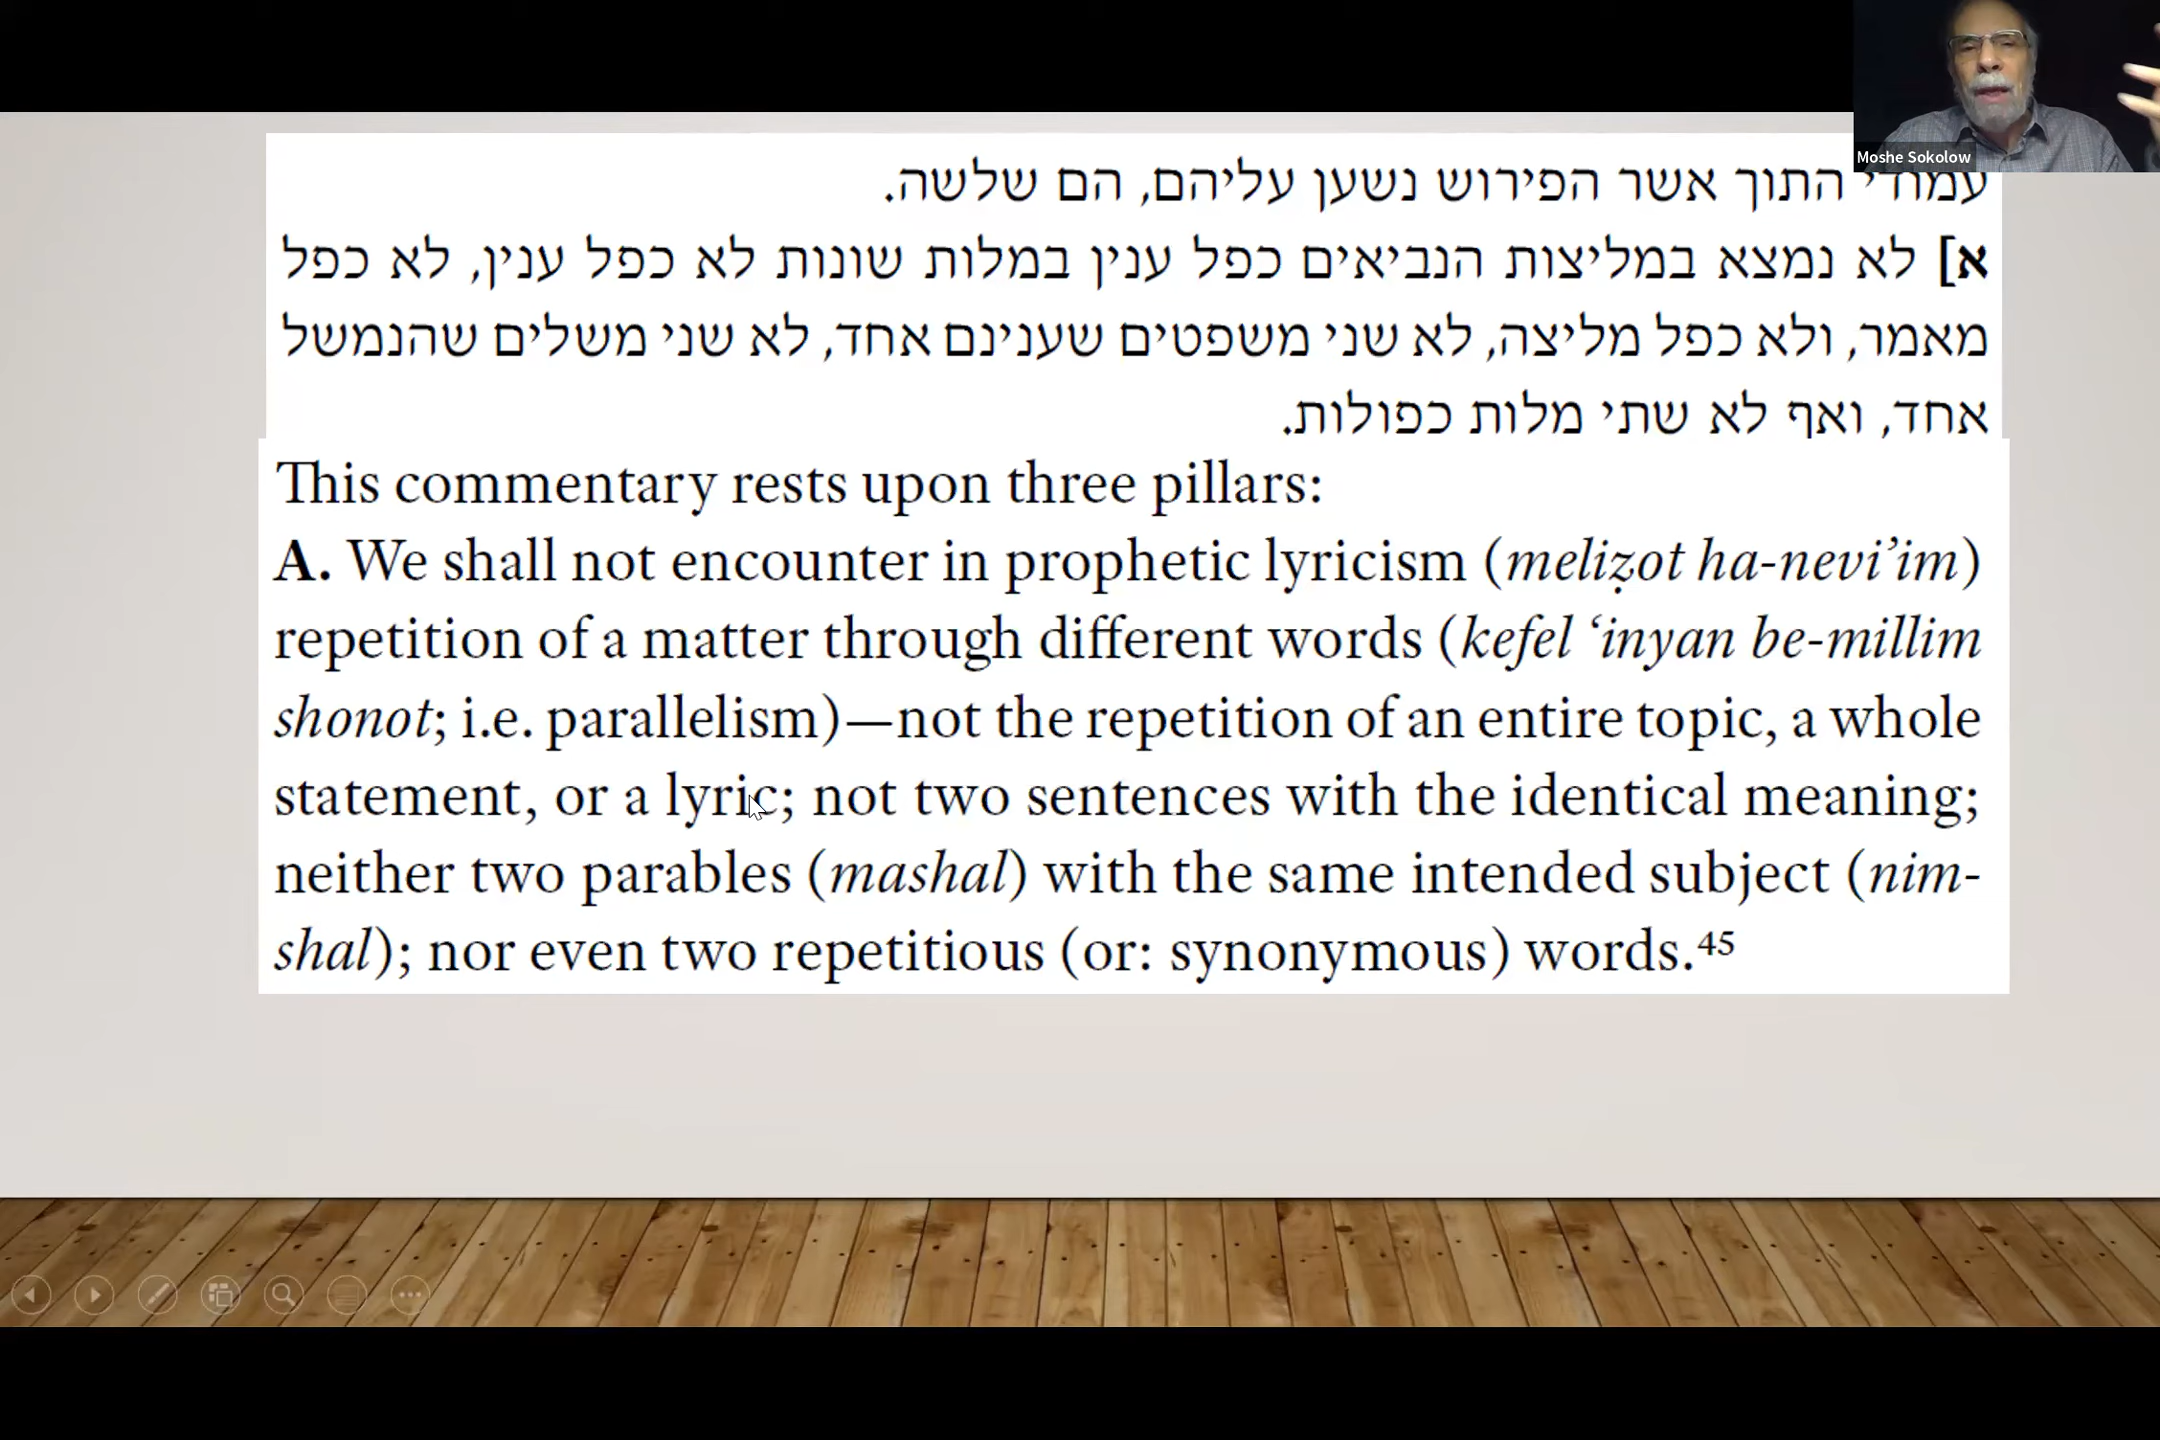 Moshe Sokolow
עמודי התוך אשר הפירוש נשען עליהם, הם שלשה.
א] לא נמצא במליצות הנביאים כפל ענין במלות שונות לא כפל ענין, לא כפל
מאמר, ולא כפל מליצה, לא שני משפטים שענינם אחד, לא שני משלים שהנמשל
אחד, ואף לא שתי מלות כפולות.
This commentary rests upon three pillars:
A. We shall not encounter in prophetic lyricism (meliẓot ha-nevi’im)
repetition of a matter through different words (kefel ‘inyan be-millim
shonot; i.e. parallelism)—not the repetition of an entire topic, a whole
statement, or a lyric; not two sentences with the identical meaning;
neither two parables (mashal) with the same intended subject (nim-
shal); nor even two repetitious (or: synonymous) words.⁴⁵